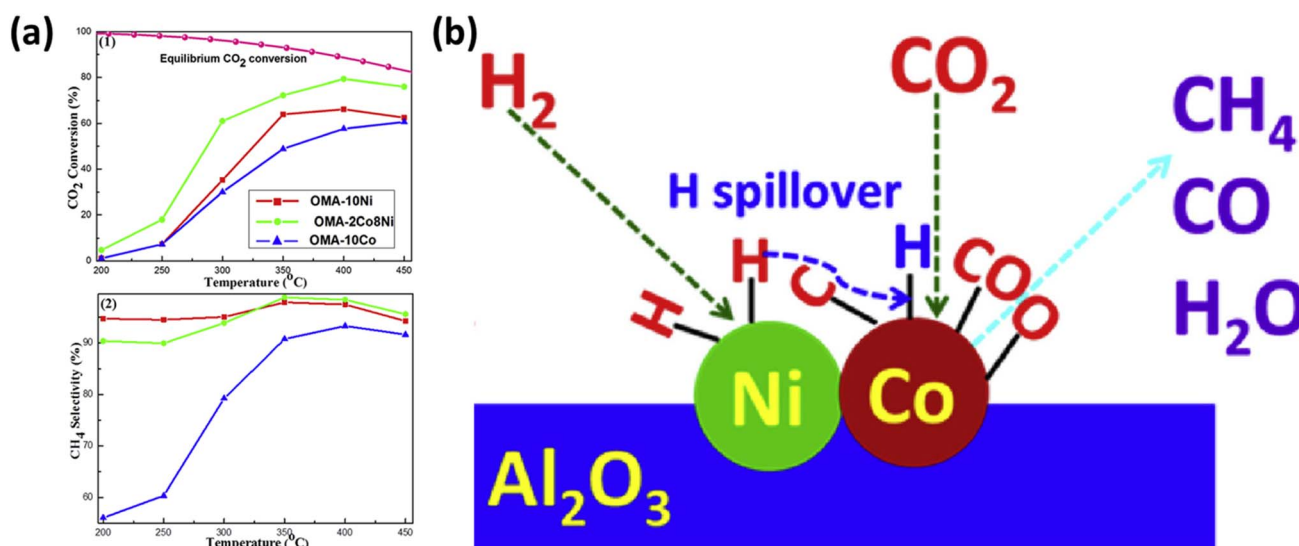 (a)
(1)
Equilibrium CO₂ conversion
CO₂ Conversion (%)
100
80
60
40
20
0
OMA-10Ni
OMA-2Co8Ni
OMA-10Co
200 250 300 350 400 450
Temperature (°C)
(2)
CH₄ Selectivity (%)
90
80
70
60
200 250 300 350 400 450
Temperature (°C)
(b)
H₂
CO₂
H spillover
H
H
H
C
COO
Ni
Co
Al₂O₃
CH₄
CO
H₂O